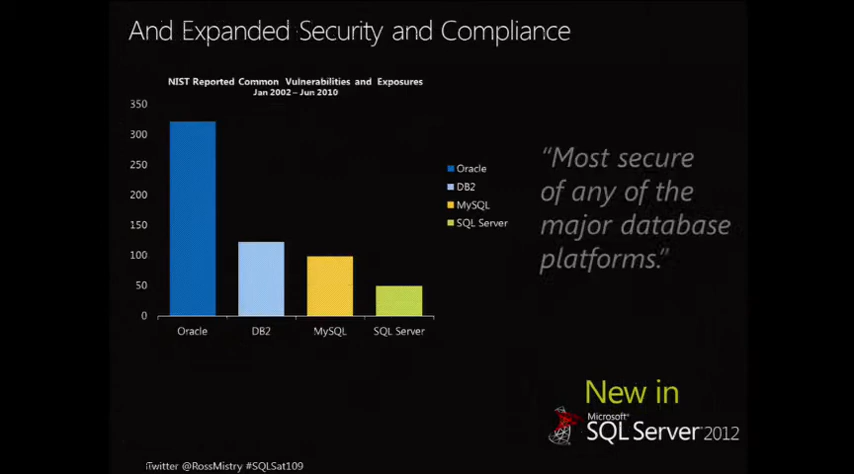 And Expanded Security and Compliance
NIST Reported Common Vulnerabilities and Exposures
Jan 2002 – Jun 2010
350
300
250
200
150
100
50
0
Oracle
DB2
MySQL
SQL Server
Oracle
DB2
MySQL
SQL Server
“Most secure
of any of the
major database
platforms.”
New in
Microsoft®
SQL Server™ 2012
Twitter @RossMistry #SQLSat109